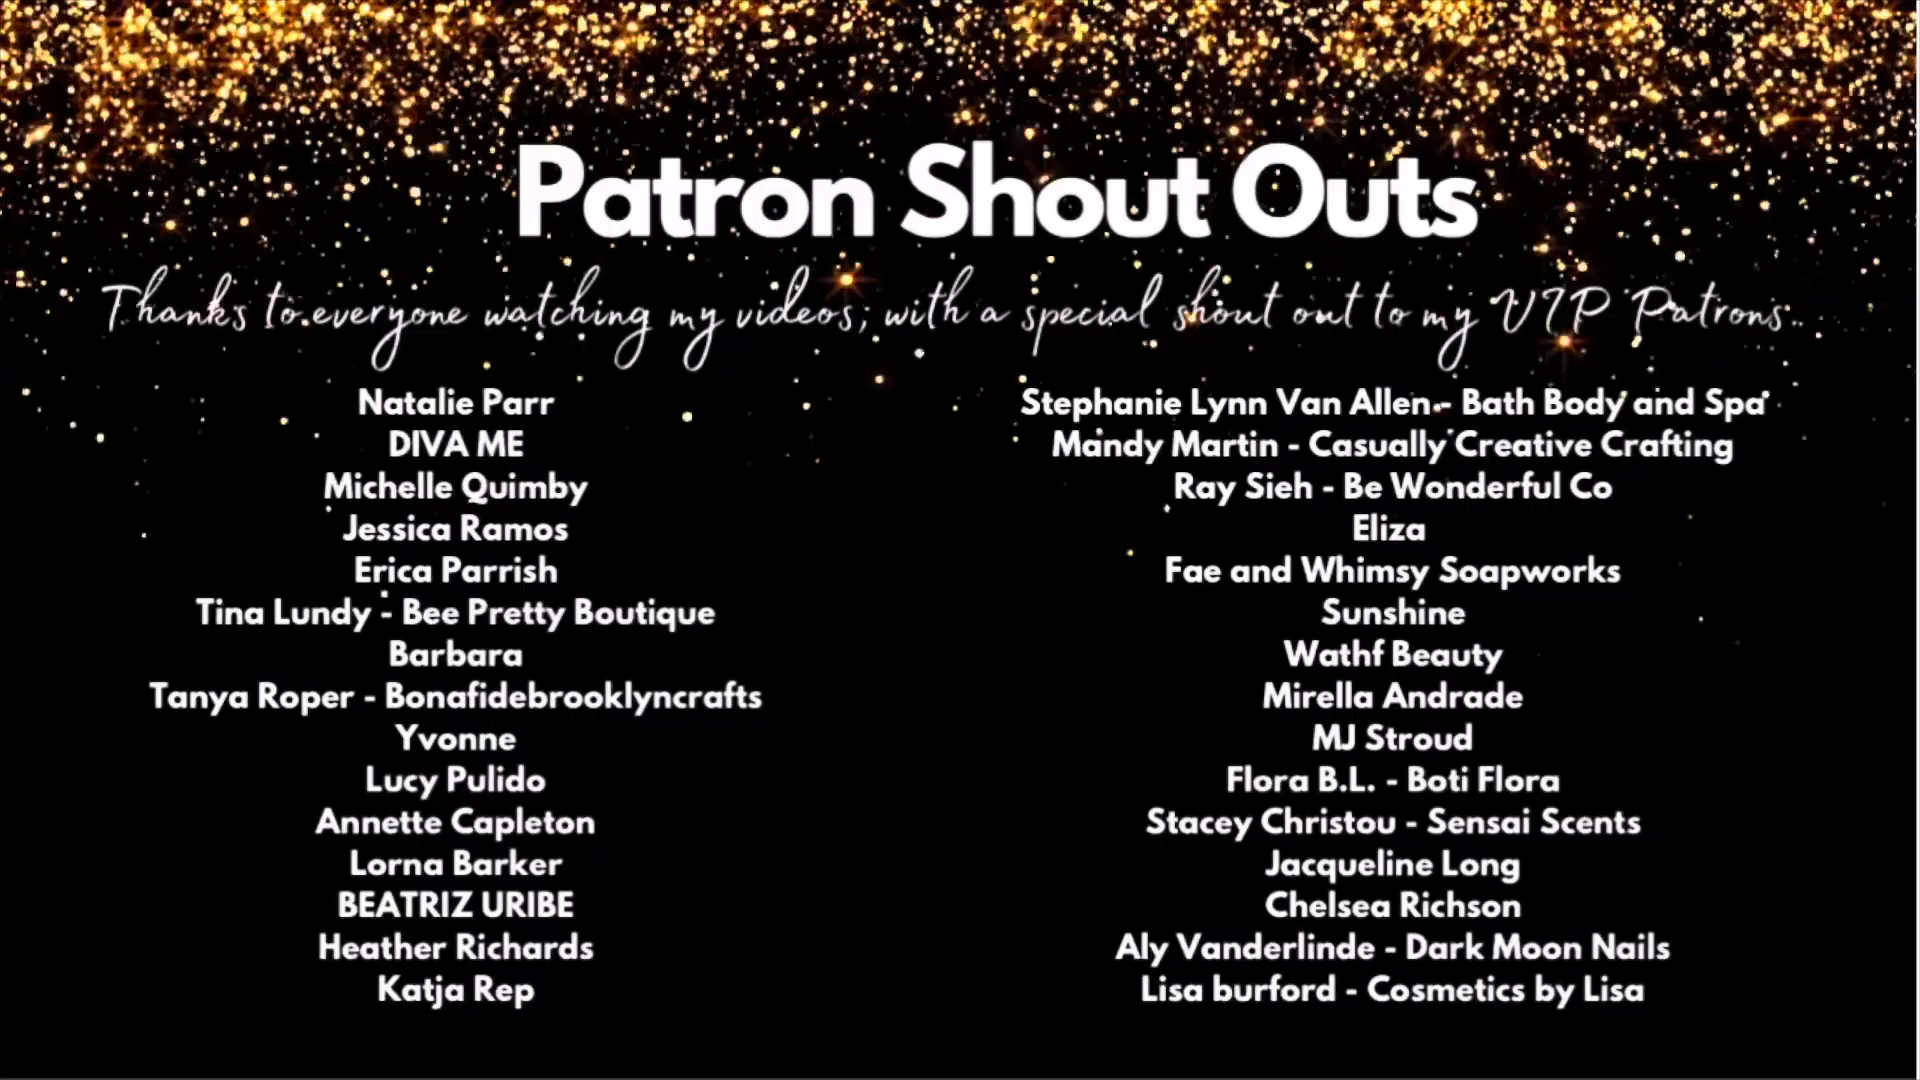 Patron Shout Outs
Thanks to everyone watching my videos, with a special shout out to my VIP Patrons..
Natalie Parr
DIVA ME
Michelle Quimby
Jessica Ramos
Erica Parrish
Tina Lundy - Bee Pretty Boutique
Barbara
Tanya Roper - Bonafidebrooklyncrafts
Yvonne
Lucy Pulido
Annette Capleton
Lorna Barker
BEATRIZ URIBE
Heather Richards
Katja Rep
Stephanie Lynn Van Allen - Bath Body and Spa
Mandy Martin - Casually Creative Crafting
Ray Sieh - Be Wonderful Co
Eliza
Fae and Whimsy Soapworks
Sunshine
Wathf Beauty
Mirella Andrade
MJ Stroud
Flora B.L. - Boti Flora
Stacey Christou - Sensai Scents
Jacqueline Long
Chelsea Richson
Aly Vanderlinde - Dark Moon Nails
Lisa burford - Cosmetics by Lisa